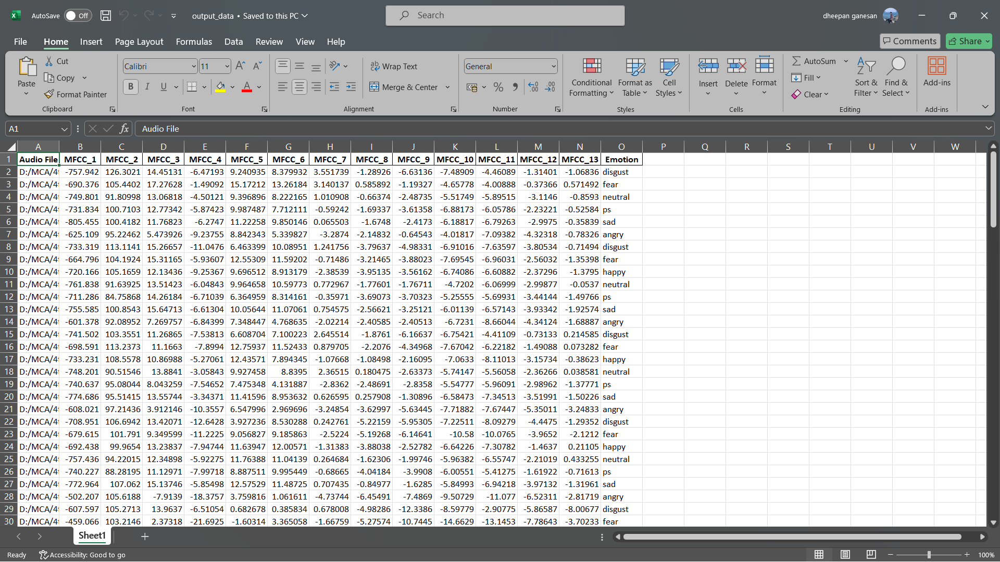 AutoSave Off output_data • Saved to this PC Search dheepan ganesan
File Home Insert Page Layout Formulas Data Review View Help Comments Share
Paste Cut Copy Format Painter Clipboard
Calibri 11 B I U A Font
Wrap Text Merge & Center Alignment
General % Number
Conditional Formatting Format as Table Cell Styles Styles
Insert Delete Format Cells
AutoSum Fill Clear Sort & Filter Find & Select Editing
Add-ins Add-ins
A1 fx Audio File
A B C D E F G H I J K L M N O P Q R S T U V W
1 Audio File MFCC_1 MFCC_2 MFCC_3 MFCC_4 MFCC_5 MFCC_6 MFCC_7 MFCC_8 MFCC_9 MFCC_10 MFCC_11 MFCC_12 MFCC_13 Emotion
2 D:/MCA/4t -757.942 126.3021 14.45131 -6.47193 9.240935 8.379932 3.551739 -1.28926 -6.63136 -7.48909 -4.46089 -1.31401 -1.06836 disgust
3 D:/MCA/4t -690.376 105.4402 17.27628 -1.49092 15.17212 13.26184 3.140137 0.585892 -1.19327 -4.65778 -4.00888 -0.37366 0.571492 fear
4 D:/MCA/4t -749.801 91.80998 13.06818 -4.50121 9.396896 8.222165 1.010908 -0.66374 -2.48735 -5.51749 -5.89515 -3.1146 -0.8593 neutral
5 D:/MCA/4t -731.834 100.7103 12.77342 -5.87423 9.987487 7.712111 -0.59242 -1.69337 -3.61358 -6.88173 -6.05786 -2.23221 -0.52584 ps
6 D:/MCA/4t -805.455 100.4182 11.76823 -6.2747 11.22258 9.850146 0.065503 -1.6748 -2.4173 -6.18817 -6.79263 -2.9975 -0.35839 sad
7 D:/MCA/4t -625.109 95.22462 5.473926 -9.23755 8.842343 5.339827 -3.2874 -2.14832 -0.64543 -4.01817 -7.09382 -4.32318 -0.78326 angry
8 D:/MCA/4t -733.319 113.1141 15.26657 -11.0476 6.463399 10.08951 1.241756 -3.79637 -4.98331 -6.91016 -7.63597 -3.80534 -0.71494 disgust
9 D:/MCA/4t -664.796 104.1924 15.31165 -5.93607 12.55309 11.59202 -0.71486 -3.21465 -3.88023 -7.69545 -6.96031 -2.56032 -1.35398 fear
10 D:/MCA/4t -720.166 105.1659 12.13436 -9.25367 9.696512 8.913179 -2.38539 -3.95135 -3.56162 -6.74086 -6.60882 -2.37296 -1.3795 happy
11 D:/MCA/4t -761.838 91.63925 13.51423 -6.04843 9.964658 10.59773 0.772967 -1.77601 -1.76711 -4.7202 -6.06999 -2.99877 -0.0537 neutral
12 D:/MCA/4t -711.286 84.75868 14.26184 -6.71039 6.364959 8.314161 -0.35971 -3.69073 -3.70323 -5.25555 -5.69931 -3.44144 -1.49766 ps
13 D:/MCA/4t -755.585 100.8543 15.64713 -6.61304 10.05644 11.07061 0.754575 -2.56621 -3.25121 -6.01139 -6.57143 -3.93342 -1.92574 sad
14 D:/MCA/4t -601.378 92.08952 7.269757 -6.84399 7.348447 4.768635 -2.02214 -2.40585 -2.40513 -6.7231 -8.66044 -4.34124 -1.68887 angry
15 D:/MCA/4t -741.502 103.3551 11.26865 -7.53813 6.608704 7.100223 2.645514 -1.8761 -6.16637 -6.75421 -4.41109 -0.73133 0.214585 disgust
16 D:/MCA/4t -698.591 113.2373 11.1663 -7.8994 12.75937 11.52433 0.879705 -2.2076 -4.34968 -7.67042 -6.22182 -1.49088 0.073282 fear
17 D:/MCA/4t -733.231 108.5578 10.86988 -5.27061 12.43571 7.894345 -1.07668 -1.08498 -2.16095 -7.0633 -8.11013 -3.15734 -0.38623 happy
18 D:/MCA/4t -748.201 90.51546 13.8841 -3.05843 9.927458 8.8395 2.36515 0.180475 -2.63373 -5.74147 -5.56058 -2.36266 0.038581 neutral
19 D:/MCA/4t -740.637 95.08044 8.043259 -7.54652 7.475348 4.131887 -2.8362 -2.48691 -2.8358 -5.54777 -5.96091 -2.98962 -1.37771 ps
20 D:/MCA/4t -774.686 95.51415 13.55744 -3.34371 11.41596 8.953632 0.626595 0.257908 -1.30896 -6.58473 -7.34513 -3.51991 -1.50226 sad
21 D:/MCA/4t -608.021 97.21436 3.912146 -10.3557 6.547996 2.969696 -3.24854 -3.62997 -5.63445 -7.71882 -7.67447 -5.35011 -3.24833 angry
22 D:/MCA/4t -708.951 106.6942 13.42071 -12.6428 3.927236 8.530288 0.242761 -5.22159 -5.95305 -7.22511 -8.09279 -4.4475 -1.29352 disgust
23 D:/MCA/4t -679.615 101.791 9.349599 -11.2225 9.056827 9.185863 -2.5224 -5.19268 -6.14641 -10.58 -10.0765 -3.9652 -2.1212 fear
24 D:/MCA/4t -692.438 99.9654 13.23837 -7.94744 11.63947 12.00571 -1.31383 -3.88038 -2.52782 -6.64226 -7.30782 -1.4637 0.21105 happy
25 D:/MCA/4t -757.436 94.22015 12.34898 -5.92275 11.76388 11.04139 0.264684 -1.62306 -1.99746 -5.96382 -6.55747 -2.21019 0.433255 neutral
26 D:/MCA/4t -740.227 88.28195 11.12971 -7.99718 8.887511 9.995449 -0.68665 -4.04184 -3.9908 -6.00551 -5.41275 -1.61922 -0.71613 ps
27 D:/MCA/4t -772.964 107.062 15.13746 -5.85498 12.57529 11.48725 0.707435 -0.84977 -1.6285 -5.84993 -6.94218 -3.97132 -1.31961 sad
28 D:/MCA/4t -502.207 105.6188 -7.9139 -18.3757 3.759816 1.061611 -4.73744 -6.45491 -7.4869 -9.50729 -11.077 -6.52311 -2.81719 angry
29 D:/MCA/4t -607.597 105.2713 13.9637 -6.51054 0.682678 0.385834 0.678008 -4.98286 -12.3386 -8.59779 -2.90775 -5.86587 -8.00677 disgust
30 D:/MCA/4t -459.066 103.2146 2.37318 -21.6925 -1.60314 3.365058 -1.66759 -5.27574 -10.7445 -14.6629 -13.1453 -7.78643 -3.70233 fear
Sheet1
Ready Accessibility: Good to go 100%